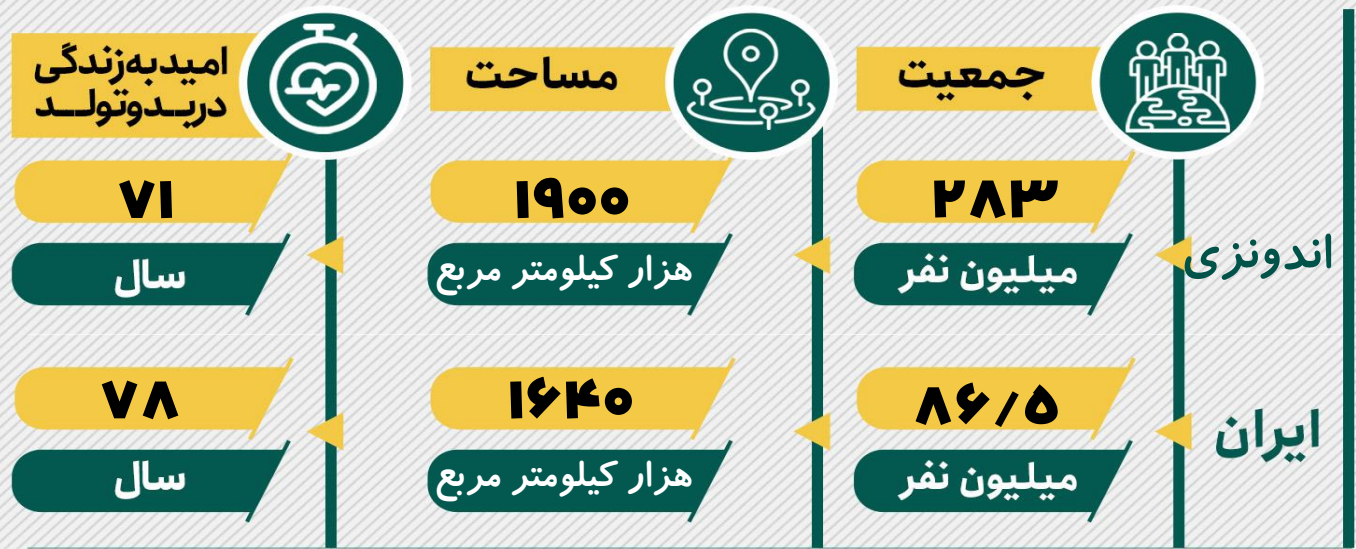 جمعیت
مساحت
امیدبه‌زندگی
دربـدوتولـــد
اندونزی
۲۸۳
میلیون نفر
۱۹۰۰
هزار کیلومتر مربع
۷۱
سال
ایران
۸۶/۵
میلیون نفر
۱۶۴۰
هزار کیلومتر مربع
۷۸
سال